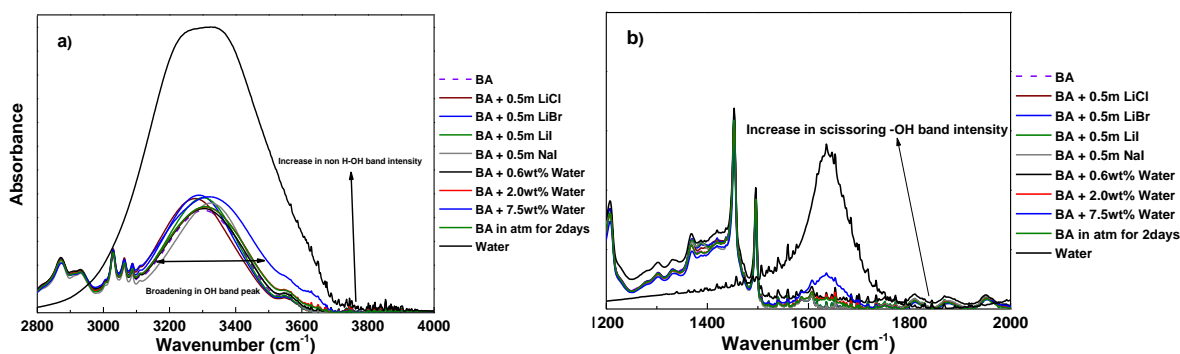 a)
Absorbance
Increase in non H-OH band intensity
Broadening in OH band peak
2800 3000 3200 3400 3600 3800 4000
Wavenumber (cm-1)
BA
BA + 0.5m LiCl
BA + 0.5m LiBr
BA + 0.5m LiI
BA + 0.5m NaI
BA + 0.6wt% Water
BA + 2.0wt% Water
BA + 7.5wt% Water
BA in atm for 2days
Water
b)
Increase in scissoring -OH band intensity
1200 1400 1600 1800 2000
Wavenumber (cm-1)
BA
BA + 0.5m LiCl
BA + 0.5m LiBr
BA + 0.5m LiI
BA + 0.5m NaI
BA + 0.6wt% Water
BA + 2.0wt% Water
BA + 7.5wt% Water
BA in atm for 2days
Water